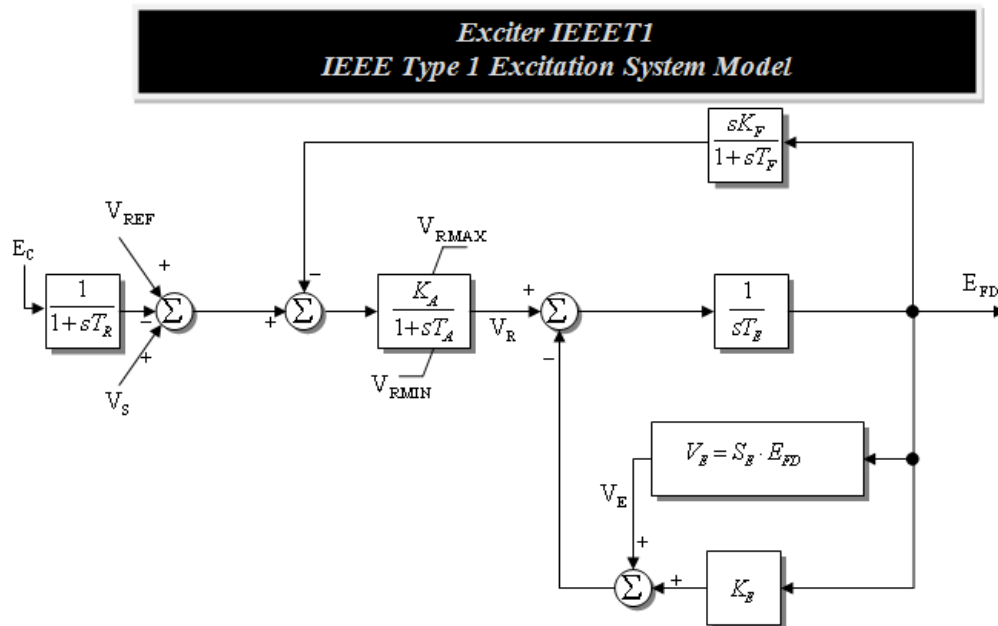 Exciter IEEET1
IEEE Type 1 Excitation System Model
sK_F
1+sT_F
V_REF
V_RMAX
E_C
+
−
1
1+sT_R
−
Σ
+
+
Σ
K_A
1+sT_A
+
V_R
Σ
−
1
sT_E
E_FD
V_S
V_RMIN
V_E = S_E · E_FD
V_E
+
Σ
+
K_E